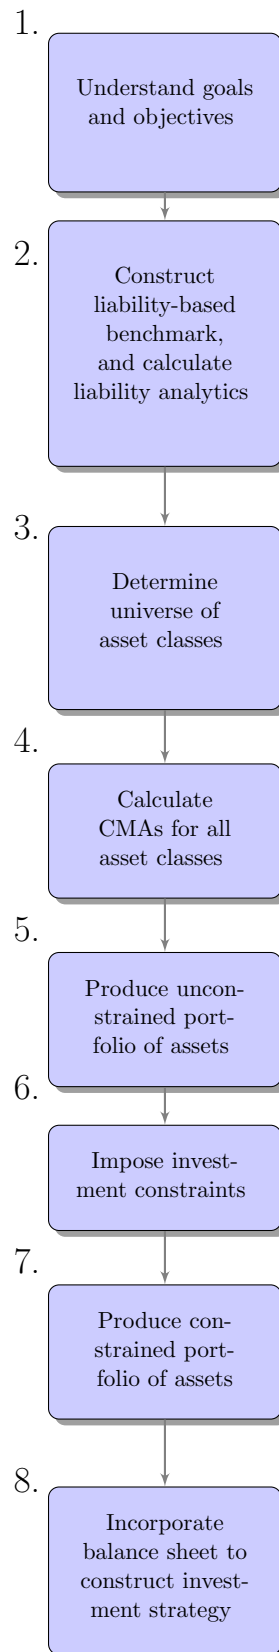 1.
Understand goals
and objectives
2.
Construct
liability-based
benchmark,
and calculate
liability analytics
3.
Determine
universe of
asset classes
4.
Calculate
CMAs for all
asset classes
5.
Produce uncon-
strained port-
folio of assets
6.
Impose invest-
ment constraints
7.
Produce con-
strained port-
folio of assets
8.
Incorporate
balance sheet to
construct invest-
ment strategy